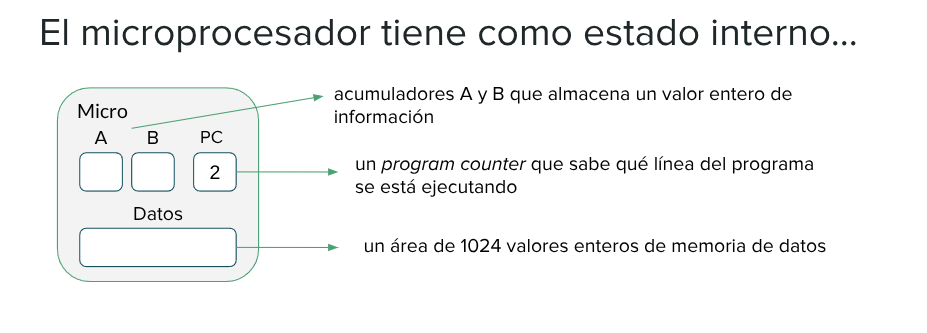 El microprocesador tiene como estado interno...
Micro
A B PC
2
Datos
acumuladores A y B que almacena un valor entero de
información
un program counter que sabe qué línea del programa
se está ejecutando
un área de 1024 valores enteros de memoria de datos